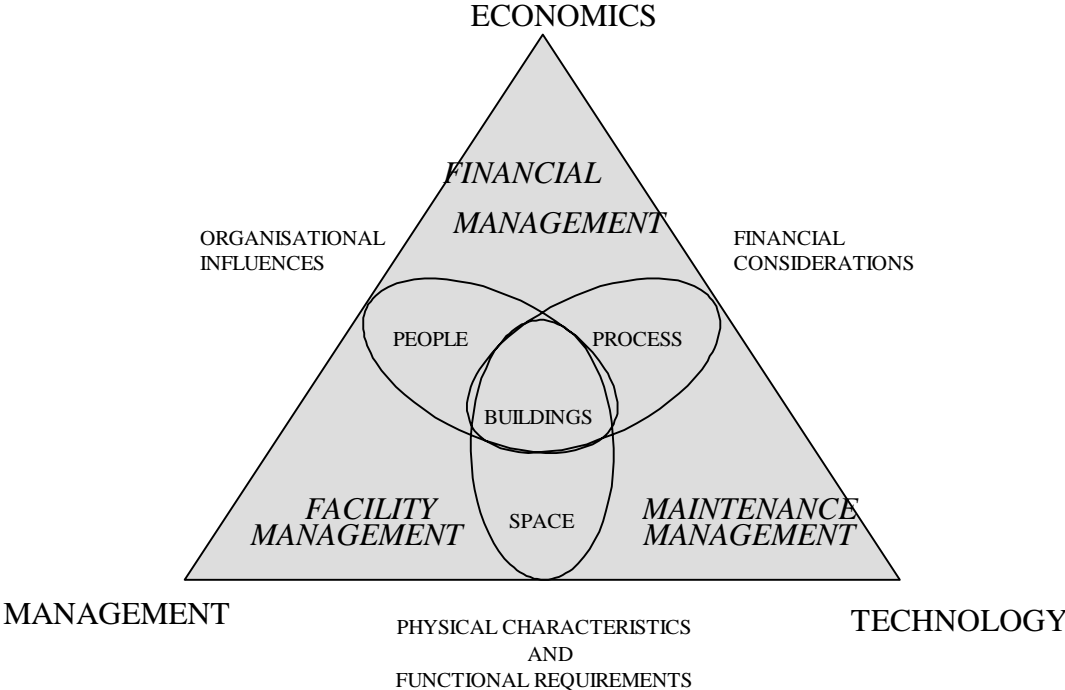 ECONOMICS
FINANCIAL
MANAGEMENT
ORGANISATIONAL
INFLUENCES
FINANCIAL
CONSIDERATIONS
PEOPLE
PROCESS
BUILDINGS
FACILITY
MANAGEMENT
SPACE
MAINTENANCE
MANAGEMENT
MANAGEMENT
TECHNOLOGY
PHYSICAL CHARACTERISTICS
AND
FUNCTIONAL REQUIREMENTS